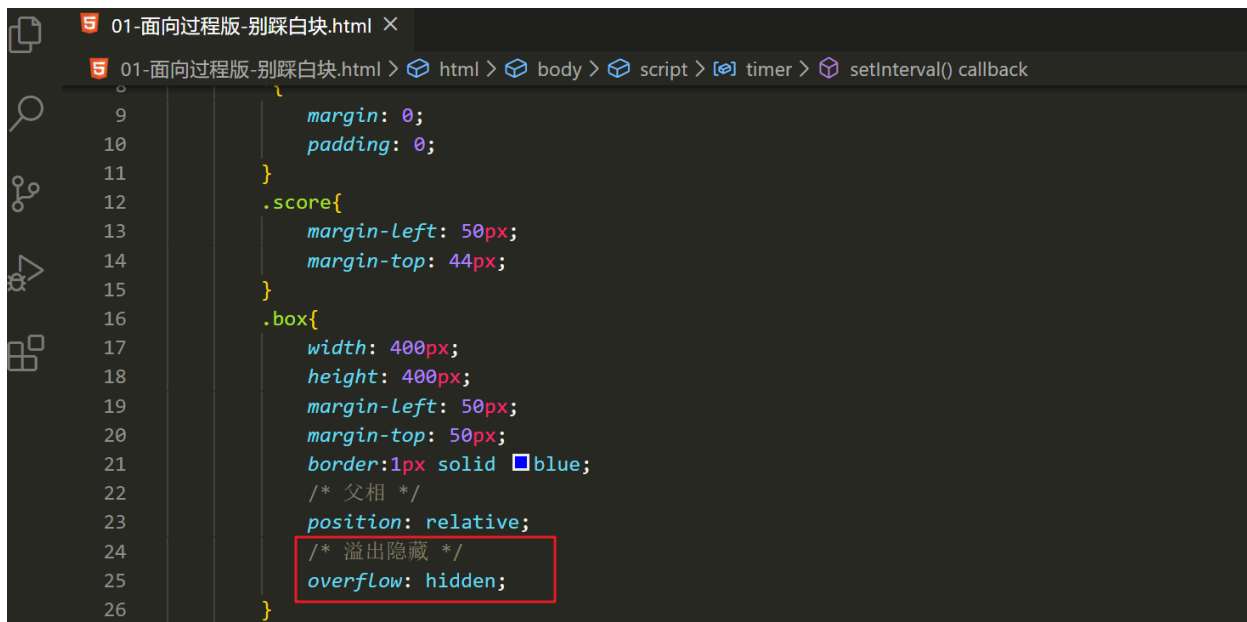 01-面向过程版-别踩白块.html ×
01-面向过程版-别踩白块.html > html > body > script > timer > setInterval() callback
9 margin: 0;
10 padding: 0;
11 }
12 .score{
13 margin-left: 50px;
14 margin-top: 44px;
15 }
16 .box{
17 width: 400px;
18 height: 400px;
19 margin-left: 50px;
20 margin-top: 50px;
21 border:1px solid blue;
22 /* 父相 */
23 position: relative;
24 /* 溢出隐藏 */
25 overflow: hidden;
26 }